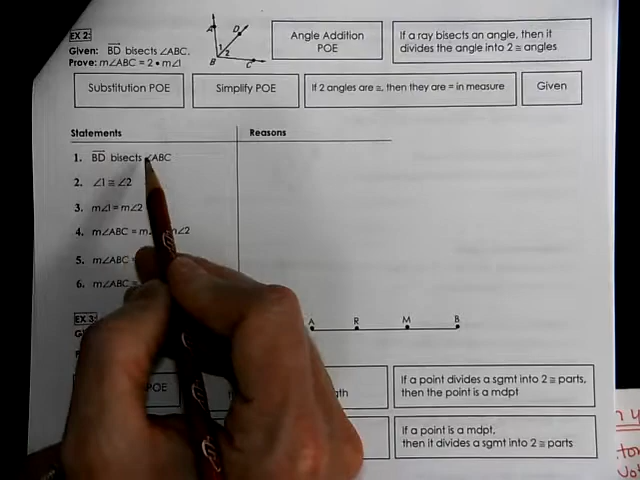 EX 2:
Given: BD bisects ∠ABC.
Prove: m∠ABC = 2 • m∠1
A D
1
2
B C
Angle Addition
POE
If a ray bisects an angle, then it
divides the angle into 2 ≅ angles
Substitution POE
Simplify POE
If 2 angles are ≅, then they are = in measure
Given
Statements Reasons
1. BD bisects ∠ABC
2. ∠1 ≅ ∠2
3. m∠1 = m∠2
4. m∠ABC = m∠2
5. m∠ABC =
6. m∠ABC =
EX 3:
A R M B
POE
If a point divides a sgmt into 2 ≅ parts,
then the point is a mdpt
If a point is a mdpt,
then it divides a sgmt into 2 ≅ parts